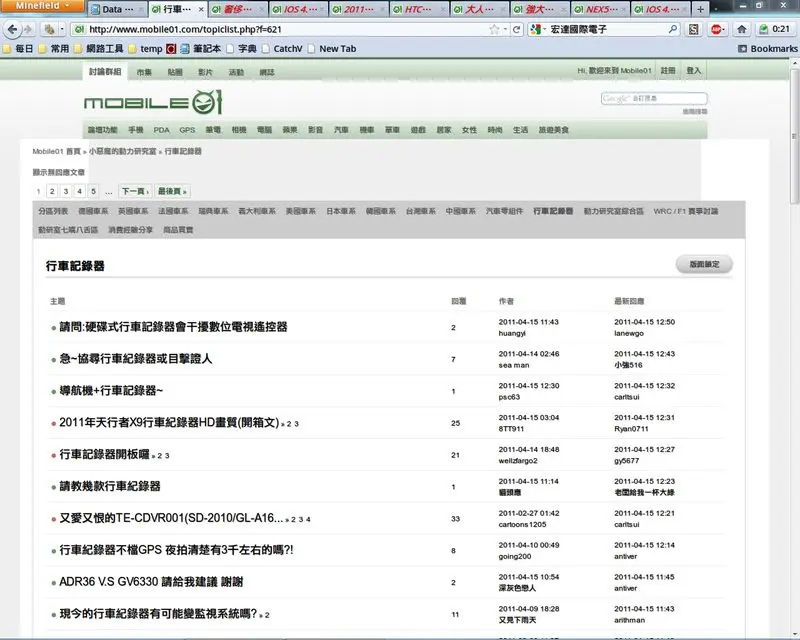 Minefield
Data ...
行車...
奢侈...
iOS 4....
2011...
HTC...
大人...
強大...
NEX5...
iOS 4....
http://www.mobile01.com/topiclist.php?f=621
宏達國際電子
0:21
每日 常用 網路工具 temp 筆記本 字典 CatchV New Tab Bookmarks
討論群組 市集 貼圖 影片 活動 網誌
Hi, 歡迎來到 Mobile01 註冊 登入
MOBILE01
Google 自訂搜尋
進階搜尋
論壇功能 手機 PDA GPS 筆電 相機 電腦 蘋果 影音 汽車 機車 單車 遊戲 居家 女性 時尚 生活 旅遊美食
Mobile01 首頁 » 小惡魔的動力研究室 » 行車記錄器
顯示無回應文章
1 2 3 4 5 ... 下一頁 › 最後頁 »
分區列表 德國車系 英國車系 法國車系 瑞典車系 義大利車系 美國車系 日本車系 韓國車系 台灣車系 中國車系 汽車零組件 行車記錄器 動力研究室綜合區 WRC / F1 賽事討論
動研室七嘴八舌區 消費經驗分享 商品買賣
行車記錄器
版面鎖定
主題 回覆 作者 最新回應
請問:硬碟式行車記錄器會干擾數位電視遙控器 2 2011-04-15 11:43 2011-04-15 12:50
huangyi lanewgo
急~協尋行車紀錄器或目擊證人 7 2011-04-14 02:46 2011-04-15 12:43
sea man 小強516
導航機+行車記錄器~ 1 2011-04-15 12:30 2011-04-15 12:32
psc63 carltsui
2011年天行者X9行車紀錄器HD畫質(開箱文) » 2 3 25 2011-04-15 03:04 2011-04-15 12:31
8TT911 Ryan0711
行車記錄器開板囉 » 2 3 21 2011-04-14 18:48 2011-04-15 12:27
wellzfargo2 gy5677
請教幾款行車紀錄器 1 2011-04-15 11:14 2011-04-15 12:23
貓頭應 老闆給我一杯大綠
又愛又恨的TE-CDVR001(SD-2010/GL-A16... » 2 3 4 33 2011-02-27 01:42 2011-04-15 12:21
cartoons1205 carltsui
行車紀錄器不檔GPS 夜拍清楚有3千左右的嗎?! 8 2011-04-10 00:49 2011-04-15 12:14
going200 antiver
ADR36 V.S GV6330 請給我建議 謝謝 2 2011-04-15 10:54 2011-04-15 11:45
深灰色戀人 antiver
現今的行車紀錄器有可能變監視系統嗎? » 2 11 2011-04-09 18:28 2011-04-15 11:43
又見下雨天 arithman